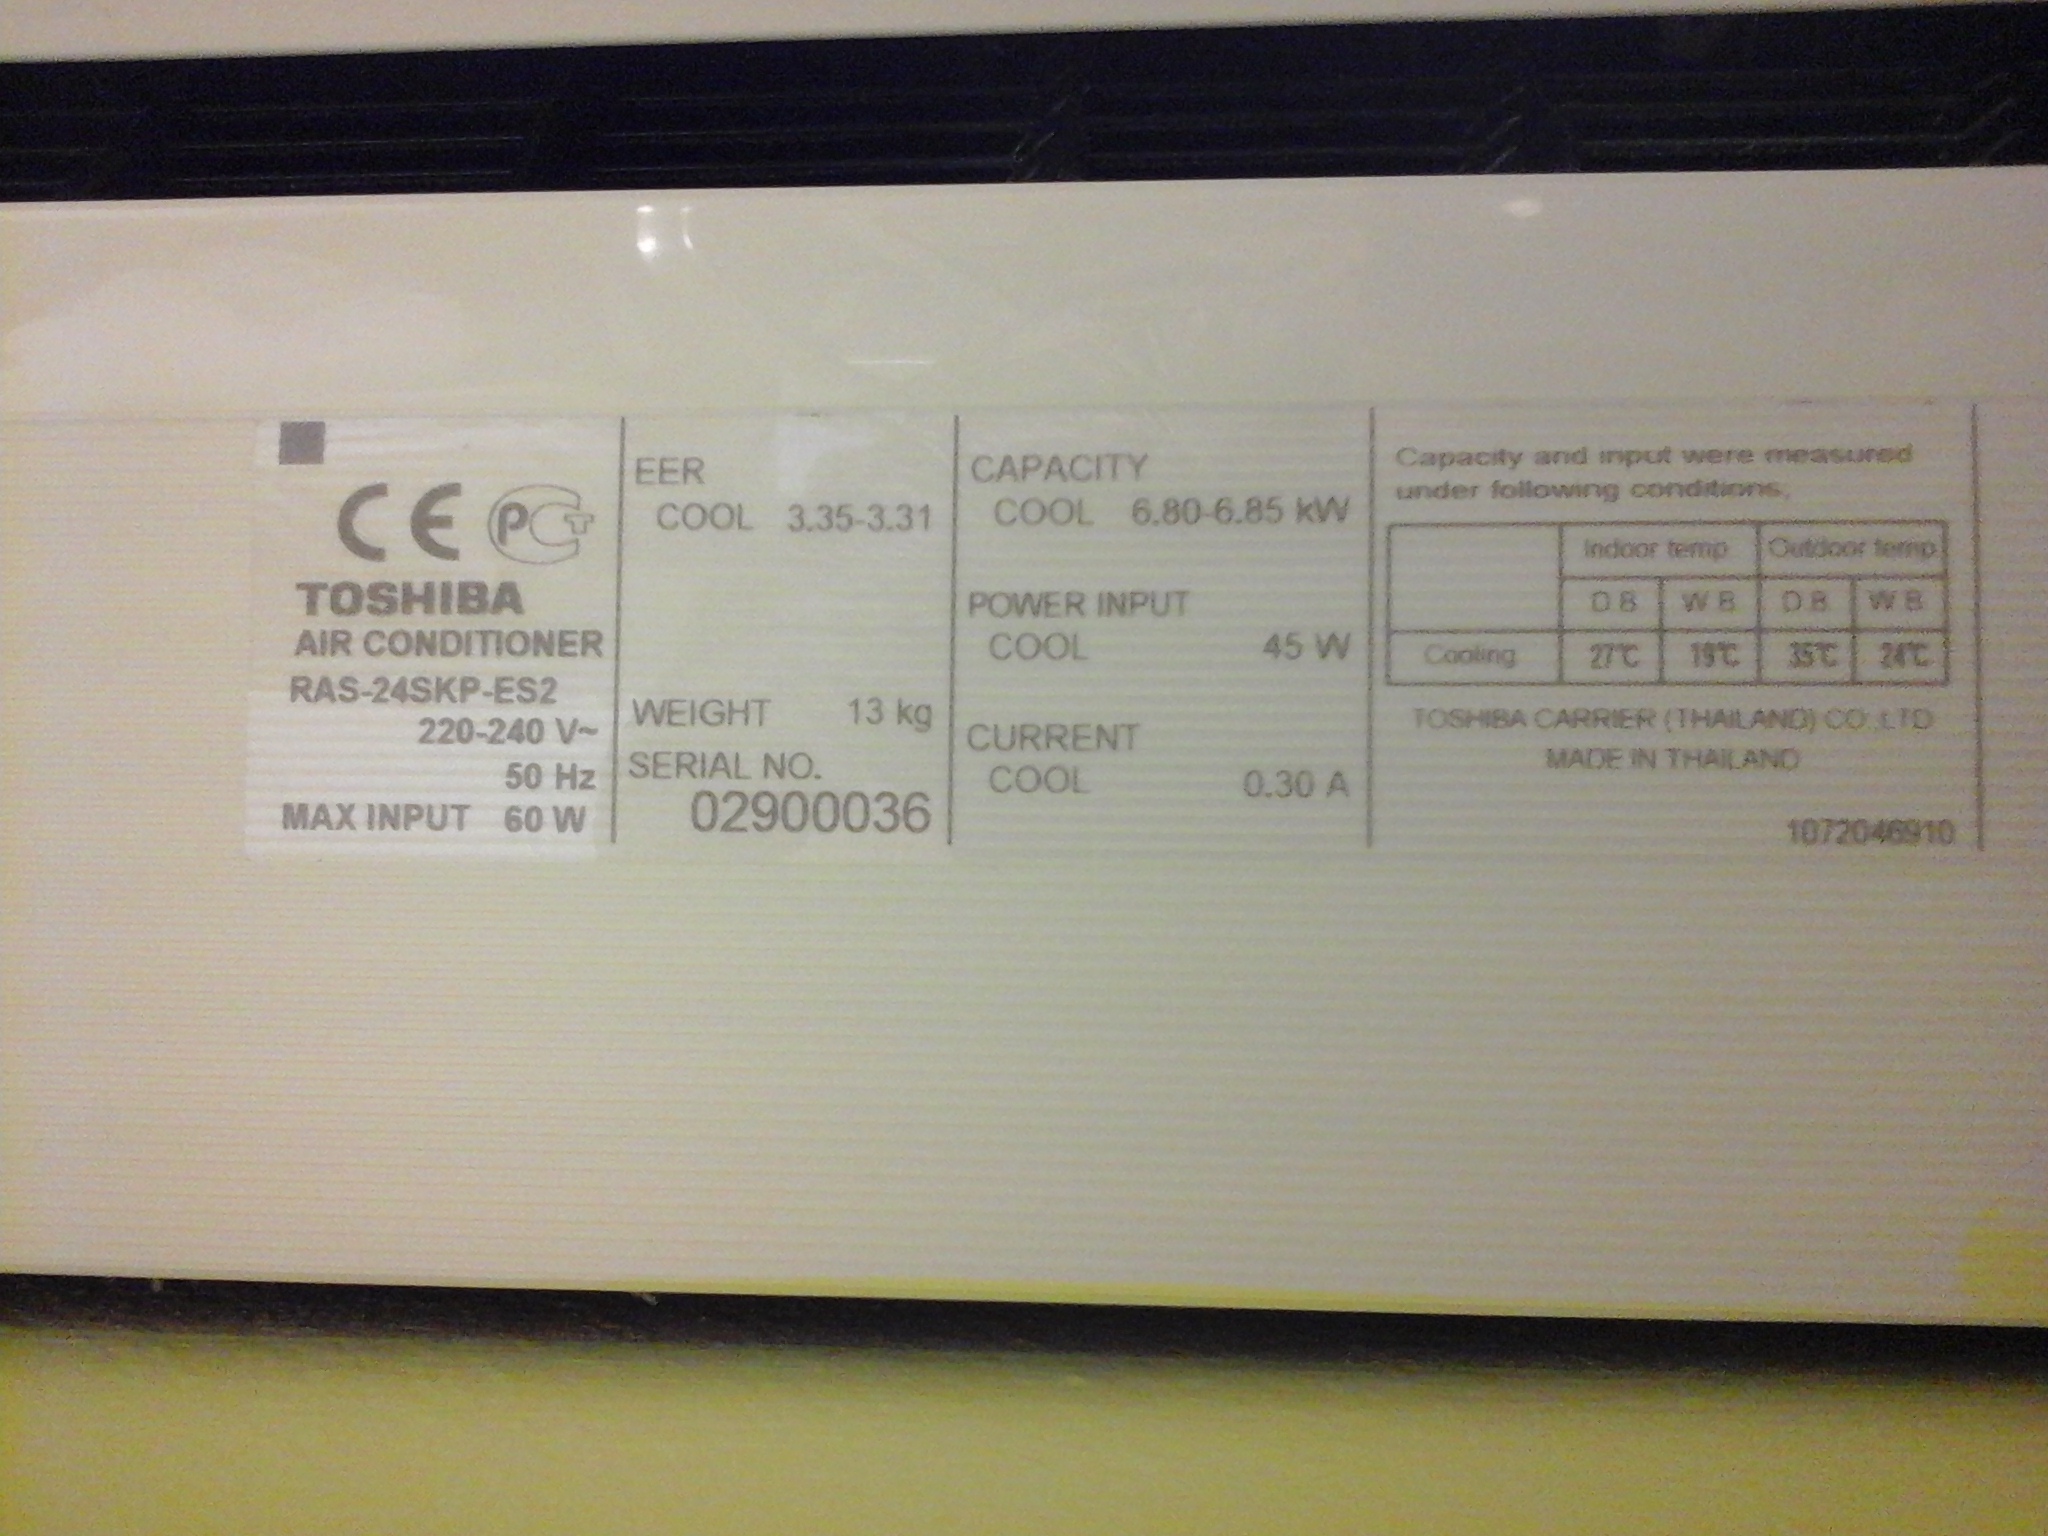 CE PCT
TOSHIBA
AIR CONDITIONER
RAS-24SKP-ES2
220-240 V~
50 Hz
MAX INPUT 60 W
EER
COOL 3.35-3.31
WEIGHT 13 kg
SERIAL NO.
02900036
CAPACITY
COOL 6.80-6.85 kW
POWER INPUT
COOL 45 W
CURRENT
COOL 0.30 A
Capacity and input were measured
under following conditions.
Indoor temp Outdoor temp
D B W B D B W B
Cooling 27℃ 19℃ 35℃ 24℃
TOSHIBA CARRIER (THAILAND) CO.,LTD
MADE IN THAILAND
1072046910